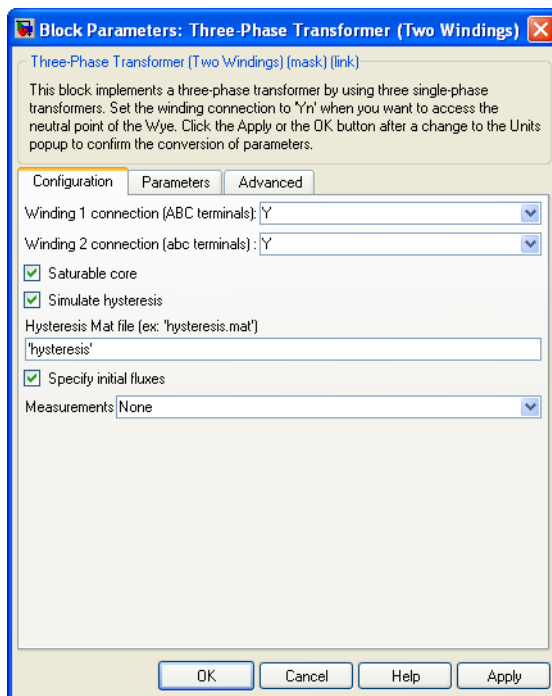 Block Parameters: Three-Phase Transformer (Two Windings)
Three-Phase Transformer (Two Windings) (mask) (link)
This block implements a three-phase transformer by using three single-phase
transformers. Set the winding connection to 'Yn' when you want to access the
neutral point of the Wye. Click the Apply or the OK button after a change to the Units
popup to confirm the conversion of parameters.
Configuration Parameters Advanced
Winding 1 connection (ABC terminals): Y
Winding 2 connection (abc terminals) : Y
Saturable core
Simulate hysteresis
Hysteresis Mat file (ex: 'hysteresis.mat')
'hysteresis'
Specify initial fluxes
Measurements None
OK Cancel Help Apply